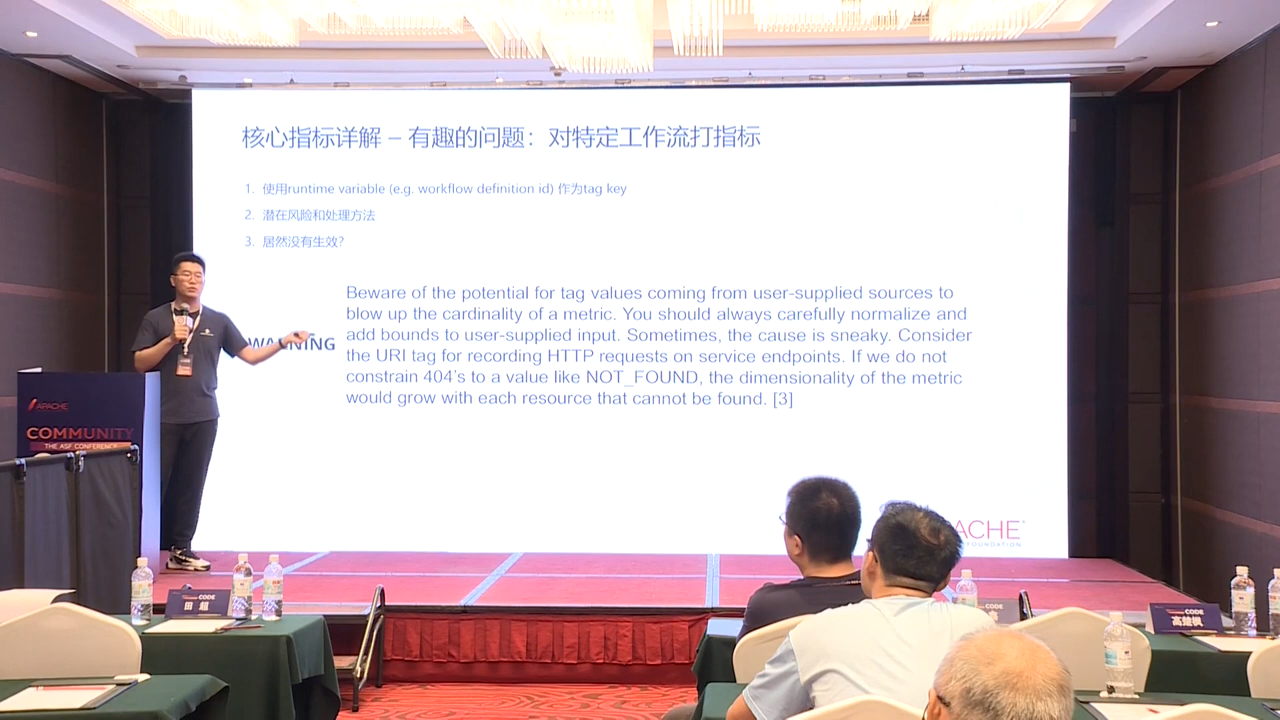 核心指标详解 – 有趣的问题：对特定工作流打指标
1. 使用runtime variable (e.g. workflow definition id) 作为tag key
2. 潜在风险和处理方法
3. 居然没有生效?
WARNING
Beware of the potential for tag values coming from user-supplied sources to
blow up the cardinality of a metric. You should always carefully normalize and
add bounds to user-supplied input. Sometimes, the cause is sneaky. Consider
the URI tag for recording HTTP requests on service endpoints. If we do not
constrain 404's to a value like NOT_FOUND, the dimensionality of the metric
would grow with each resource that cannot be found. [3]
APACHE
COMMUNITY
THE ASF CONFERENCE
ACHE
FOUNDATION
CODE
田 超
CODE
CODE
高楚枫